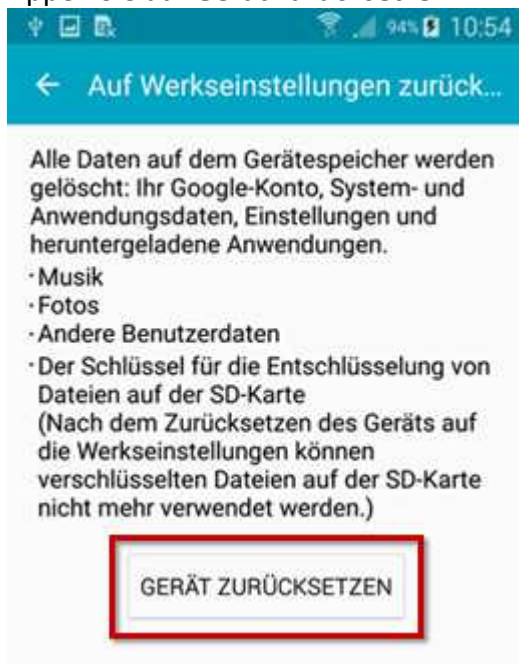 94% 10:54
← Auf Werkseinstellungen zurück...
Alle Daten auf dem Gerätespeicher werden
gelöscht: Ihr Google-Konto, System- und
Anwendungsdaten, Einstellungen und
heruntergeladene Anwendungen.
· Musik
· Fotos
· Andere Benutzerdaten
· Der Schlüssel für die Entschlüsselung von
Dateien auf der SD-Karte
(Nach dem Zurücksetzen des Geräts auf
die Werkseinstellungen können
verschlüsselten Dateien auf der SD-Karte
nicht mehr verwendet werden.)
GERÄT ZURÜCKSETZEN